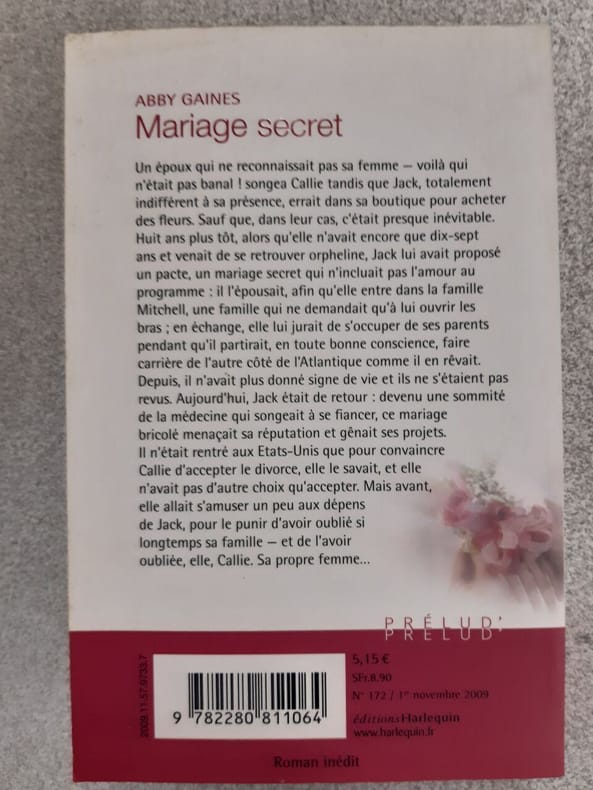 ABBY GAINES
Mariage secret
Un époux qui ne reconnaissait pas sa femme – voilà qui
n'était pas banal ! songea Callie tandis que Jack, totalement
indifférent à sa présence, errait dans sa boutique pour acheter
des fleurs. Sauf que, dans leur cas, c'était presque inévitable.
Huit ans plus tôt, alors qu'elle n'avait encore que dix-sept
ans et venait de se retrouver orpheline, Jack lui avait proposé
un pacte, un mariage secret qui n'incluait pas l'amour au
programme : il l'épousait, afin qu'elle entre dans la famille
Mitchell, une famille qui ne demandait qu'à lui ouvrir les
bras ; en échange, elle lui jurait de s'occuper de ses parents
pendant qu'il partirait, en toute bonne conscience, faire
carrière de l'autre côté de l'Atlantique comme il en rêvait.
Depuis, il n'avait plus donné signe de vie et ils ne s'étaient pas
revus. Aujourd'hui, Jack était de retour : devenu une sommité
de la médecine qui songeait à se fiancer, ce mariage
bricolé menaçait sa réputation et gênait ses projets.
Il n'était rentré aux Etats-Unis que pour convaincre
Callie d'accepter le divorce, elle le savait, et elle
n'avait pas d'autre choix qu'accepter. Mais avant,
elle allait s'amuser un peu aux dépens
de Jack, pour le punir d'avoir oublié si
longtemps sa famille – et de l'avoir
oubliée, elle, Callie. Sa propre femme...
PRÉLUD'
PRÉLUD'
2009.11.57.9733.7
5,15 €
SFr.8.90
N° 172 / 1er novembre 2009
éditionsHarlequin
www.harlequin.fr
9 782280 811064
Roman inédit